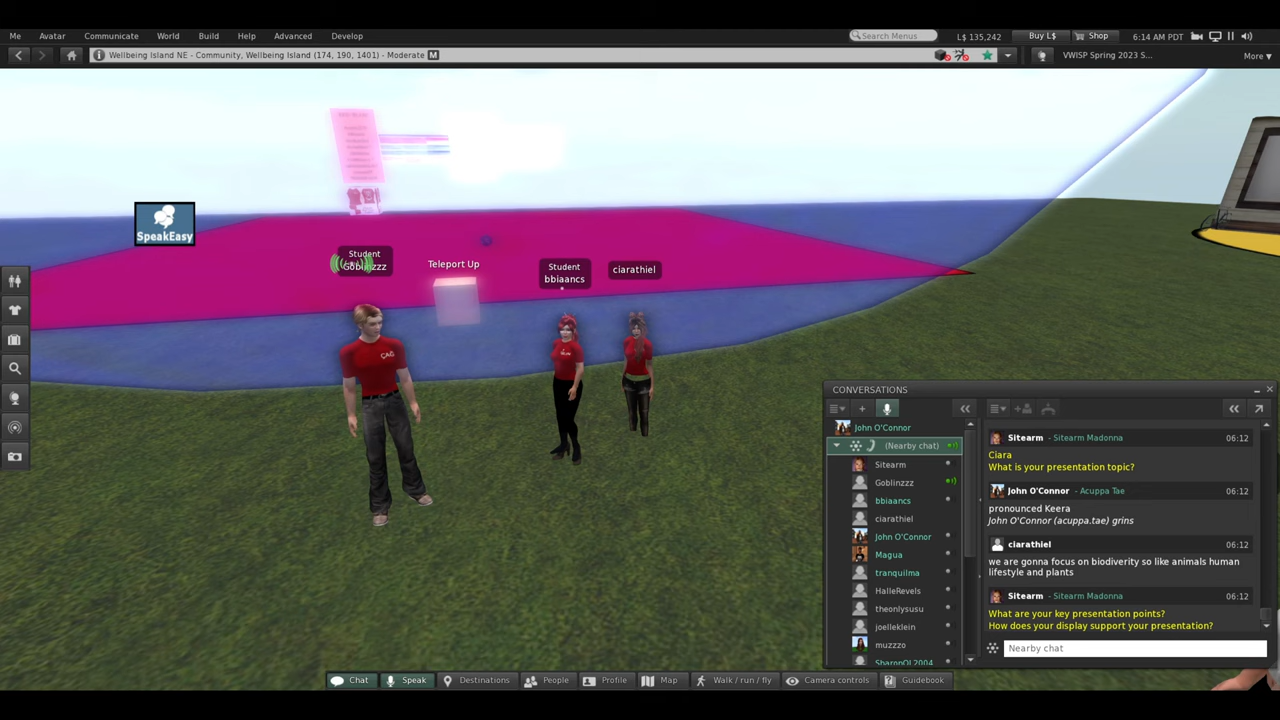 Me Avatar Communicate World Build Help Advanced Develop
Search Menus
L$ 135,242
Buy L$
Shop
6:14 AM PDT
Wellbeing Island NE - Community, Wellbeing Island (174, 190, 1401) - Moderate M
VWISP Spring 2023 S...
More
SpeakEasy
Student
Goblinzzz
Teleport Up
Student
bbiaancs
ciarathiel
CONVERSATIONS
John O'Connor
(Nearby chat)
Sitearm
Goblinzzz
bbiaancs
ciarathiel
John O'Connor
Magua
tranquilma
HalleRevels
theonlysusu
joelleklein
muzzzo
SharonOL2004
Sitearm - Sitearm Madonna 06:12
Ciara
What is your presentation topic?
John O'Connor - Acuppa Tae 06:12
pronounced Keera
John O'Connor (acuppa.tae) grins
ciarathiel 06:12
we are gonna focus on biodiverity so like animals human
lifestyle and plants
Sitearm - Sitearm Madonna 06:12
What are your key presentation points?
How does your display support your presentation?
Nearby chat
Chat Speak Destinations People Profile Map Walk / run / fly Camera controls Guidebook